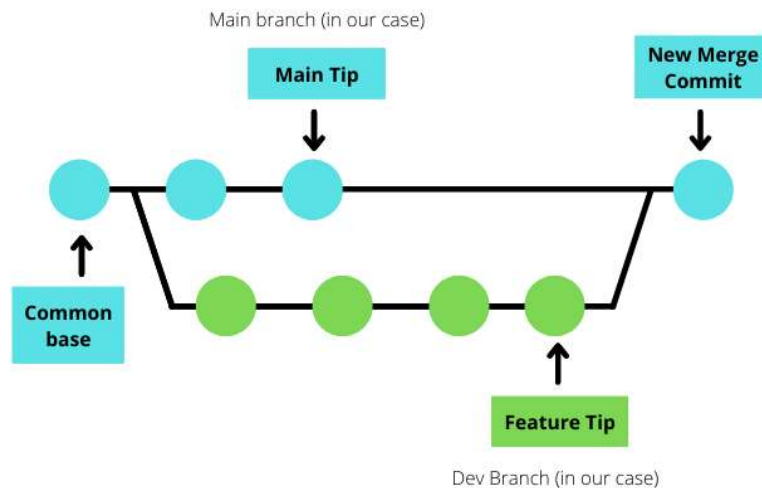 Main branch (in our case)
Main Tip
New Merge
Commit
Common
base
Feature Tip
Dev Branch (in our case)